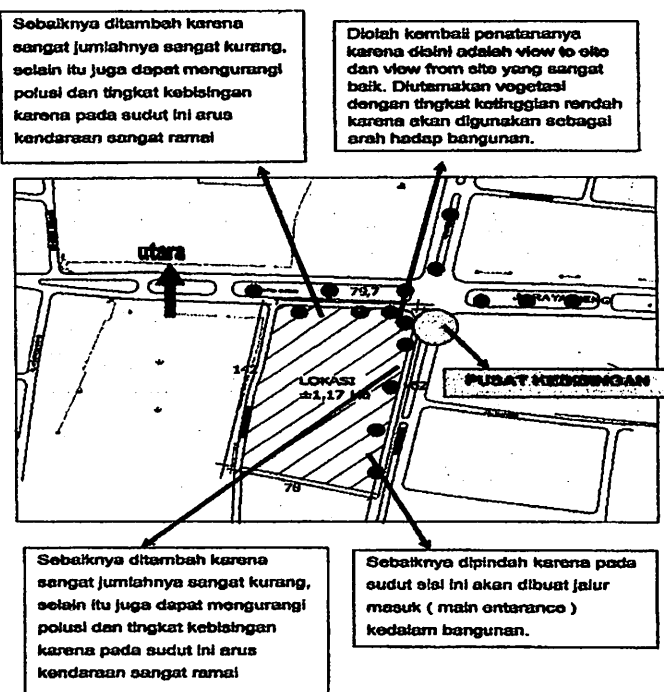 Sebaiknya ditambah karena
sangat jumlahnya sangat kurang,
selain itu juga dapat mengurangi
polusi dan tingkat kebisingan
karena pada sudut ini arus
kendaraan sangat ramai
Diolah kembali penatananya
karena disini adalah view to site
dan view from site yang sangat
baik. Diutamakan vegetasi
dengan tingkat ketinggian rendah
karena akan digunakan sebagai
arah hadap bangunan.
utara
79,7
RAYA
142
LOKASI
±1,17 Ha
PUSAT KEBISINGAN
78
Sebaiknya ditambah karena
sangat jumlahnya sangat kurang,
selain itu juga dapat mengurangi
polusi dan tingkat kebisingan
karena pada sudut ini arus
kendaraan sangat ramai
Sebaiknya dipindah karena pada
sudut sisi ini akan dibuat jalur
masuk ( main enterance )
kedalam bangunan.